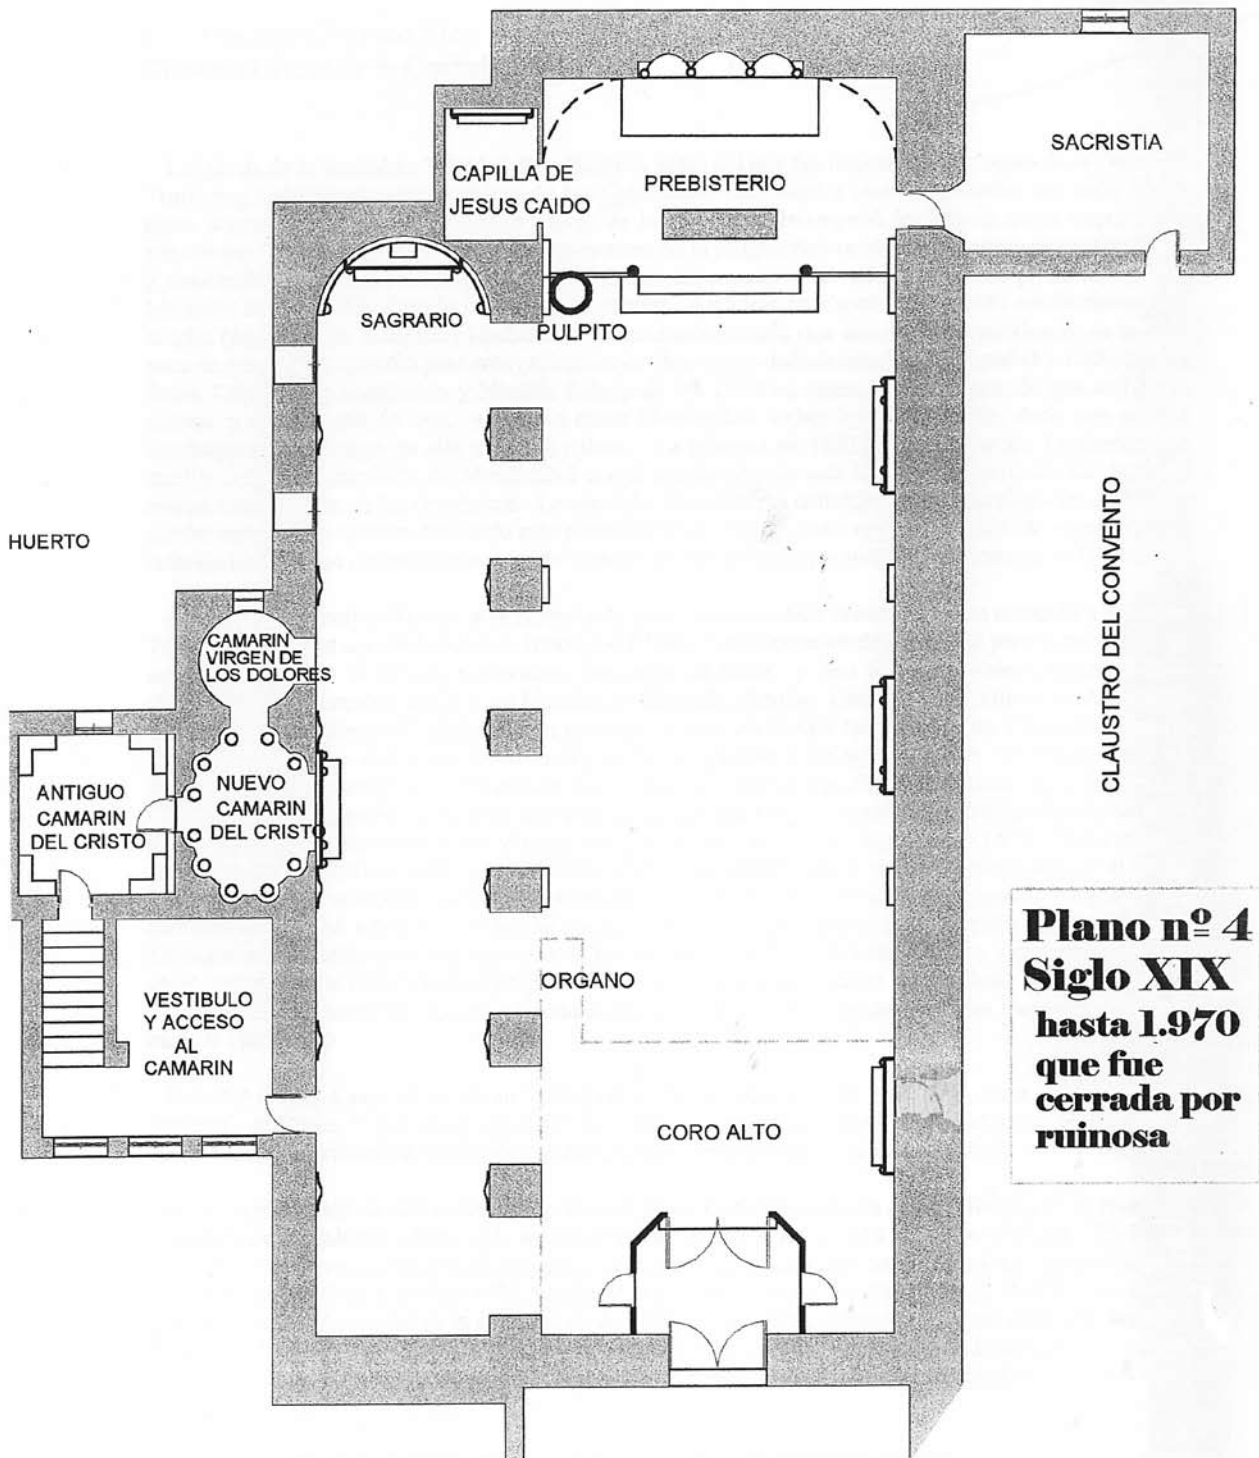 SACRISTIA
CAPILLA DE
JESUS CAIDO
PREBISTERIO
SAGRARIO
PULPITO
HUERTO
CLAUSTRO DEL CONVENTO
CAMARIN
VIRGEN DE
LOS DOLORES
ANTIGUO
CAMARIN
DEL CRISTO
NUEVO
CAMARIN
DEL CRISTO
Plano nº 4
Siglo XIX
hasta 1.970
que fue
cerrada por
ruinosa
ORGANO
VESTIBULO
Y ACCESO
AL
CAMARIN
CORO ALTO